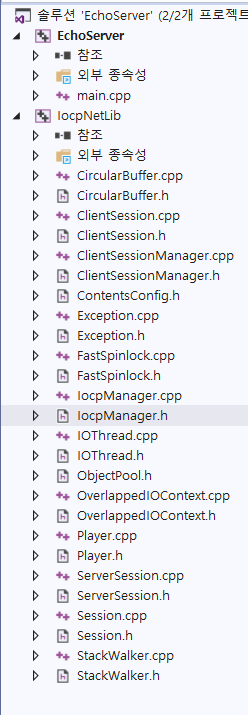 솔루션 'EchoServer' (2/2개 프로젝트
EchoServer
참조
외부 종속성
main.cpp
IocpNetLib
참조
외부 종속성
CircularBuffer.cpp
CircularBuffer.h
ClientSession.cpp
ClientSession.h
ClientSessionManager.cpp
ClientSessionManager.h
ContentsConfig.h
Exception.cpp
Exception.h
FastSpinlock.cpp
FastSpinlock.h
IocpManager.cpp
IocpManager.h
IOThread.cpp
IOThread.h
ObjectPool.h
OverlappedIOContext.cpp
OverlappedIOContext.h
Player.cpp
Player.h
ServerSession.cpp
ServerSession.h
Session.cpp
Session.h
StackWalker.cpp
StackWalker.h